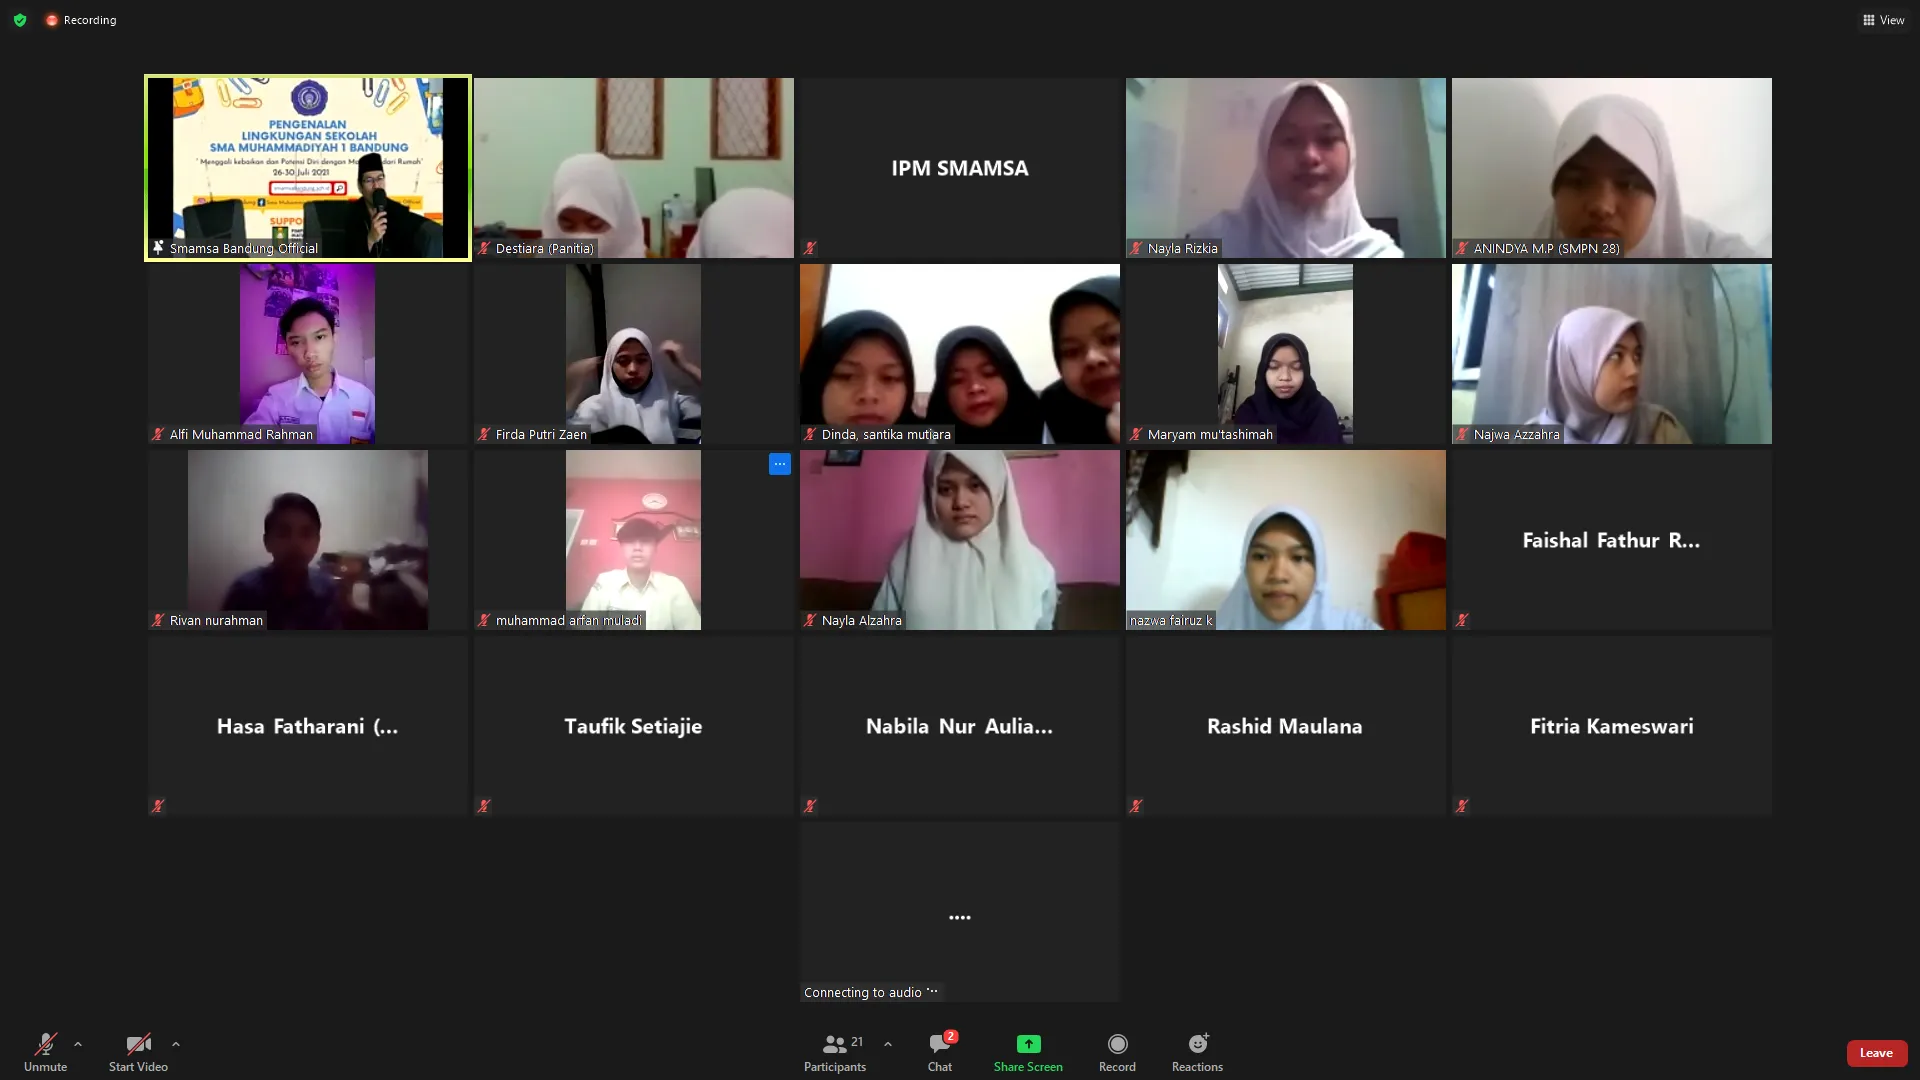 Recording
View
PENGENALAN
LINGKUNGAN SEKOLAH
SMA MUHAMMADIYAH 1 BANDUNG
" Menggali kebaikan dan Potensi Diri dengan dari Rumah"
26-30 Juli 2021
Smamsa Bandung Official
Destiara (Panitia)
IPM SMAMSA
Nayla Rizkia
ANINDYA M.P (SMPN 28)
Alfi Muhammad Rahman
Firda Putri Zaen
Dinda, santika mutiara
Maryam mu'tashimah
Najwa Azzahra
Rivan nurahman
muhammad arfan muladi
Nayla Alzahra
nazwa fairuz k
Faishal Fathur R...
Hasa Fatharani (...
Taufik Setiajie
Nabila Nur Aulia...
Rashid Maulana
Fitria Kameswari
....
Connecting to audio ...
Unmute
Start Video
21
Participants
2
Chat
Share Screen
Record
Reactions
Leave